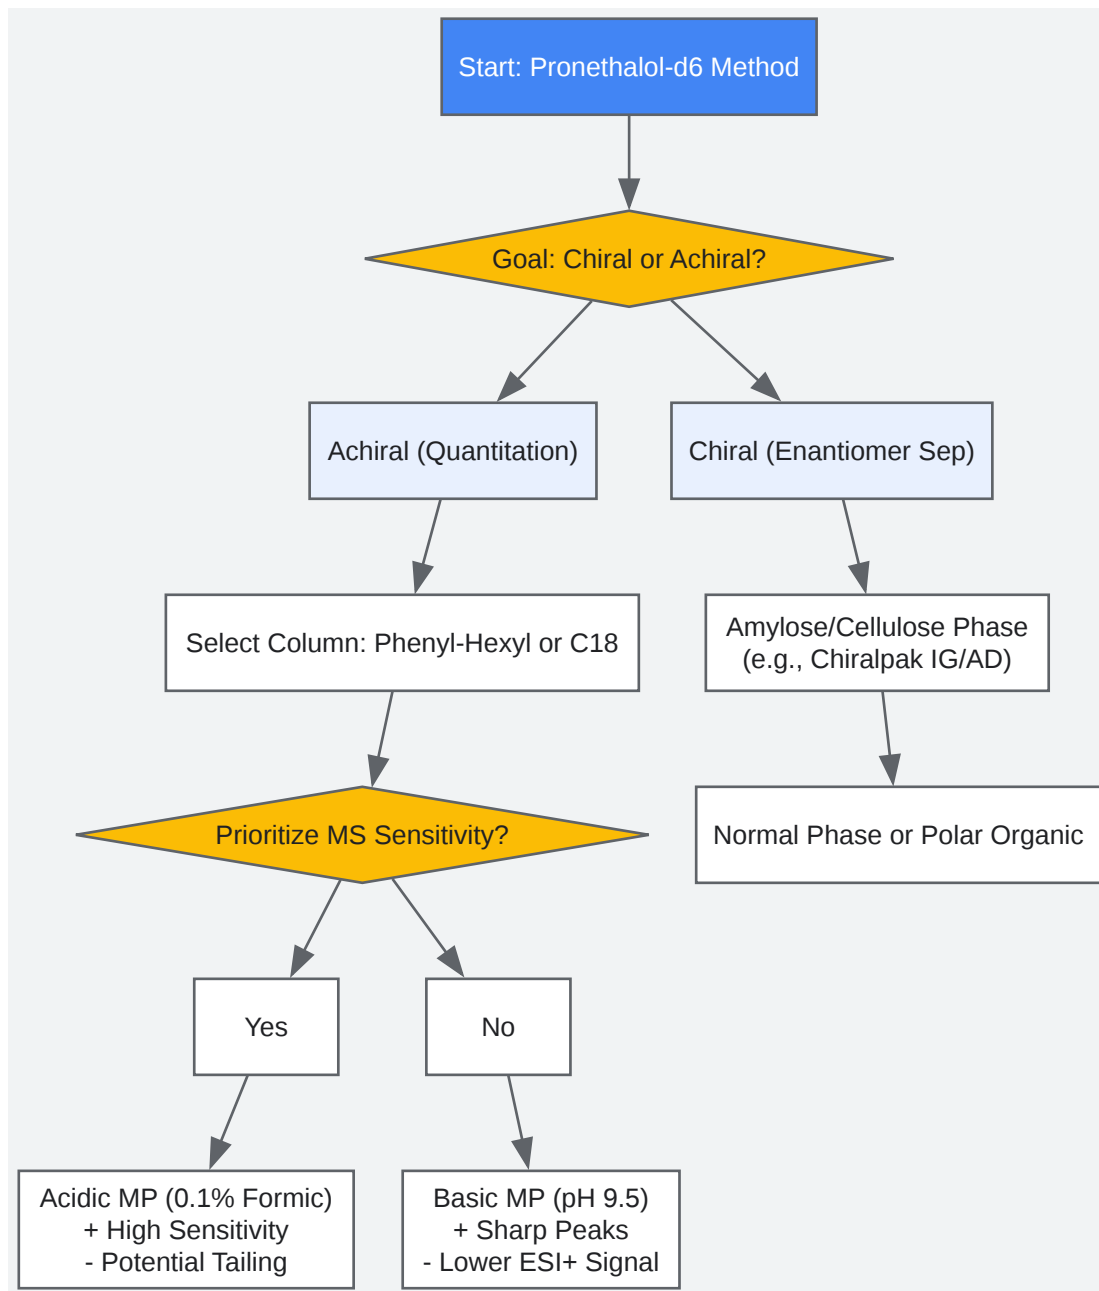 Start: Pronethalol-d6 Method
Goal: Chiral or Achiral?
Achiral (Quantitation)
Chiral (Enantiomer Sep)
Select Column: Phenyl-Hexyl or C18
Amylose/Cellulose Phase
(e.g., Chiralpak IG/AD)
Prioritize MS Sensitivity?
Normal Phase or Polar Organic
Yes
No
Acidic MP (0.1% Formic)
+ High Sensitivity
- Potential Tailing
Basic MP (pH 9.5)
+ Sharp Peaks
- Lower ESI+ Signal